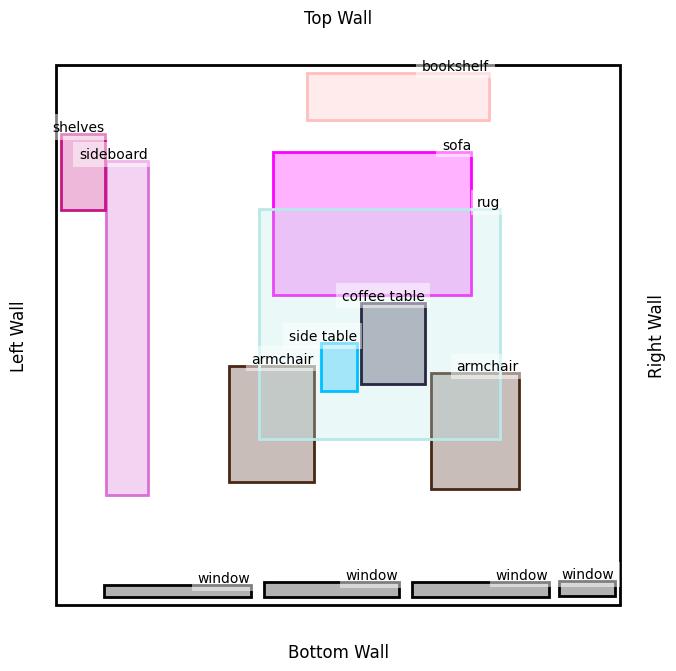 Top Wall
bookshelf
shelves
sofa
sideboard
rug
coffee table
side table
armchair
armchair
Left Wall
Right Wall
window
window
window
window
Bottom Wall